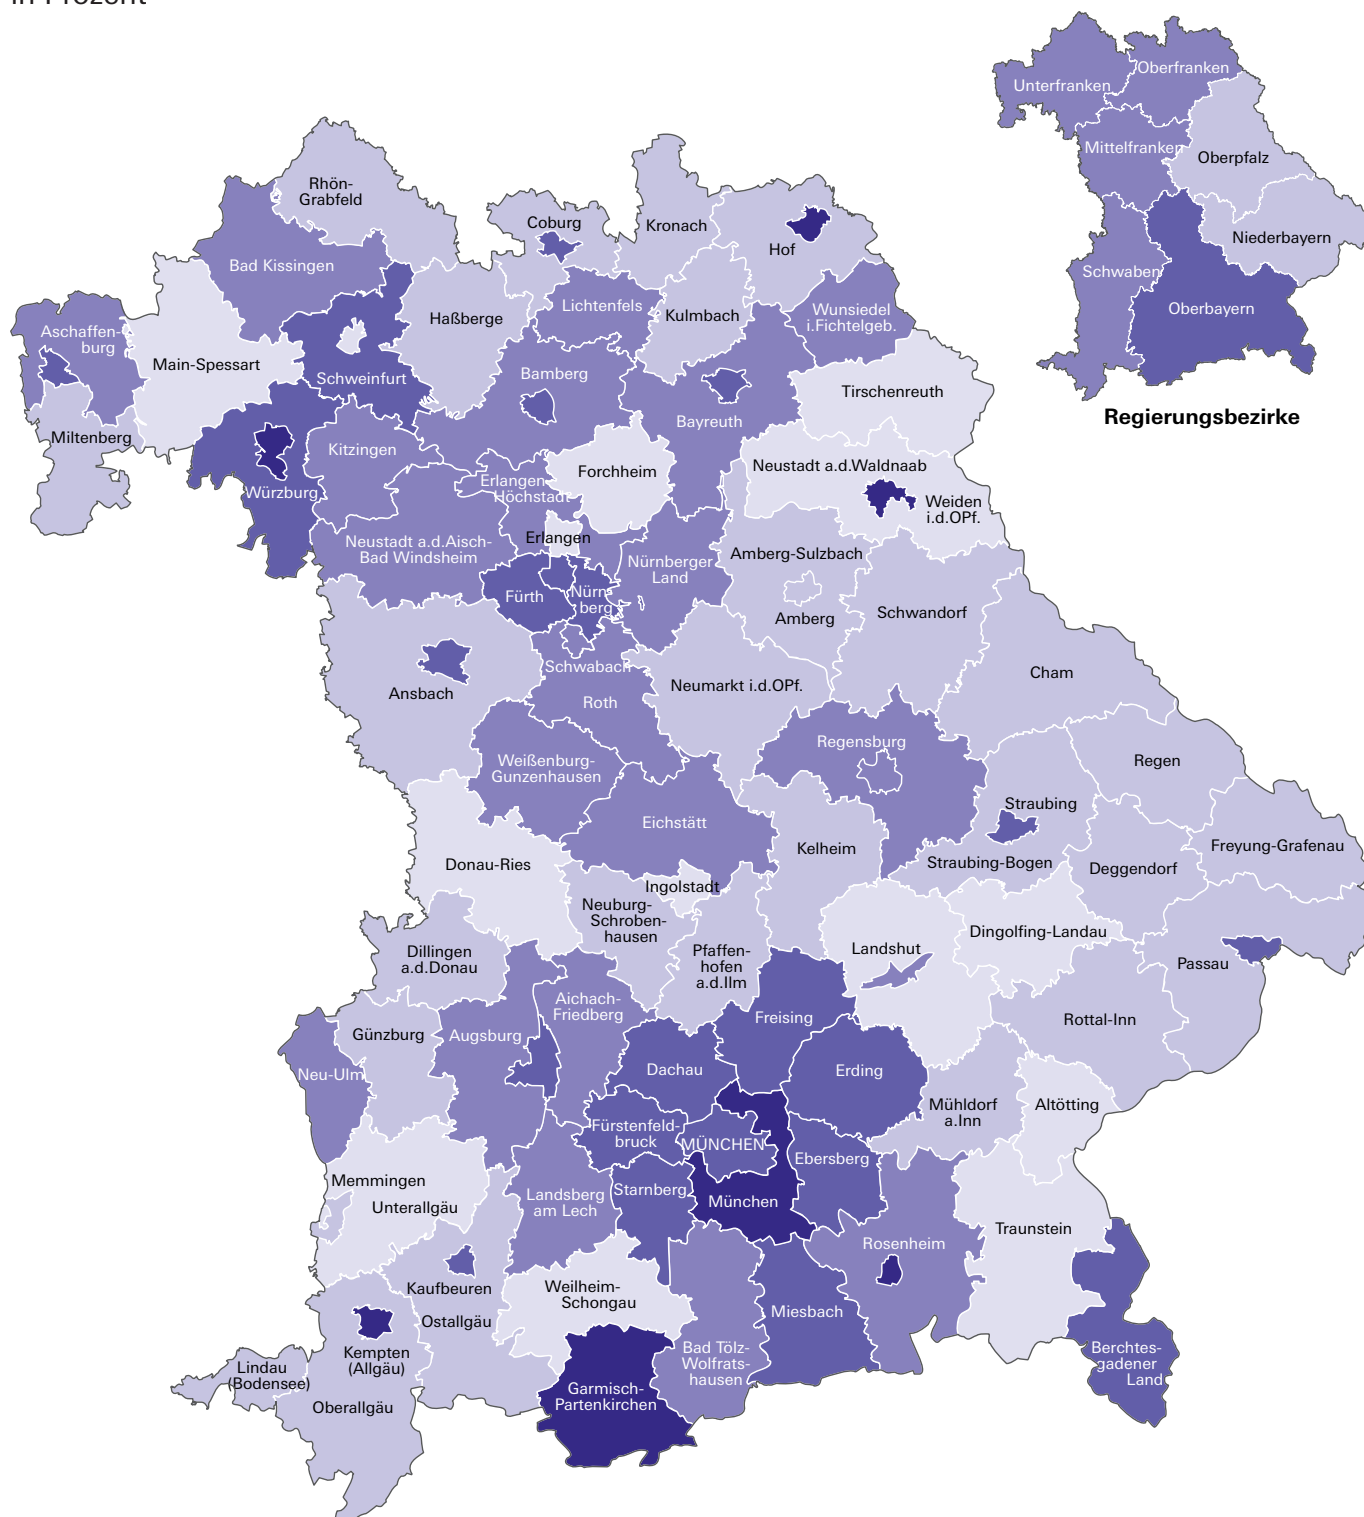 Unterfranken
Oberfranken
Mittelfranken
Oberpfalz
Niederbayern
Schwaben
Oberbayern
Regierungsbezirke
Rhön-
Grabfeld
Coburg
Kronach
Hof
Bad Kissingen
Lichtenfels
Kulmbach
Wunsiedel
i.Fichtelgeb.
Haßberge
Aschaffen-
burg
Main-Spessart
Schweinfurt
Bamberg
Tirschenreuth
Bayreuth
Miltenberg
Kitzingen
Forchheim
Neustadt a.d.Waldnaab
Würzburg
Erlangen-
Höchstadt
Weiden
i.d.OPf.
Erlangen
Neustadt a.d.Aisch-
Bad Windsheim
Nürnberger
Land
Amberg-Sulzbach
Fürth
Nürn-
berg
Amberg
Schwandorf
Schwabach
Ansbach
Roth
Neumarkt i.d.OPf.
Cham
Regensburg
Weißenburg-
Gunzenhausen
Regen
Straubing
Eichstätt
Kelheim
Freyung-Grafenau
Donau-Ries
Straubing-Bogen
Deggendorf
Ingolstadt
Neuburg-
Schroben-
hausen
Dingolfing-Landau
Landshut
Dillingen
a.d.Donau
Pfaffen-
hofen
a.d.Ilm
Passau
Aichach-
Friedberg
Freising
Rottal-Inn
Günzburg
Augsburg
Neu-Ulm
Dachau
Erding
Mühldorf
a.Inn
Altötting
Fürstenfeld-
bruck
MÜNCHEN
Ebersberg
Memmingen
Unterallgäu
Landsberg
am Lech
Starnberg
München
Traunstein
Rosenheim
Kaufbeuren
Weilheim-
Schongau
Ostallgäu
Miesbach
Kempten
(Allgäu)
Bad Tölz-
Wolfrats-
hausen
Berchtes-
gadener
Land
Lindau
(Bodensee)
Oberallgäu
Garmisch-
Partenkirchen